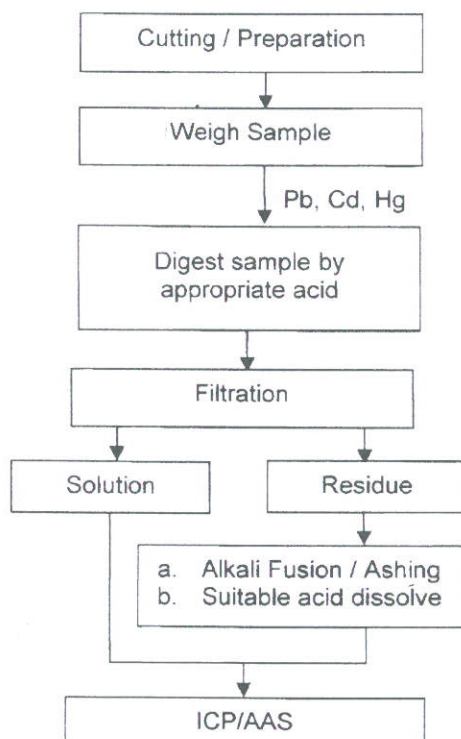 Cutting / Preparation
Weigh Sample
Pb, Cd, Hg
Digest sample by
appropriate acid
Filtration
Solution
Residue
a. Alkali Fusion / Ashing
b. Suitable acid dissolve
ICP/AAS